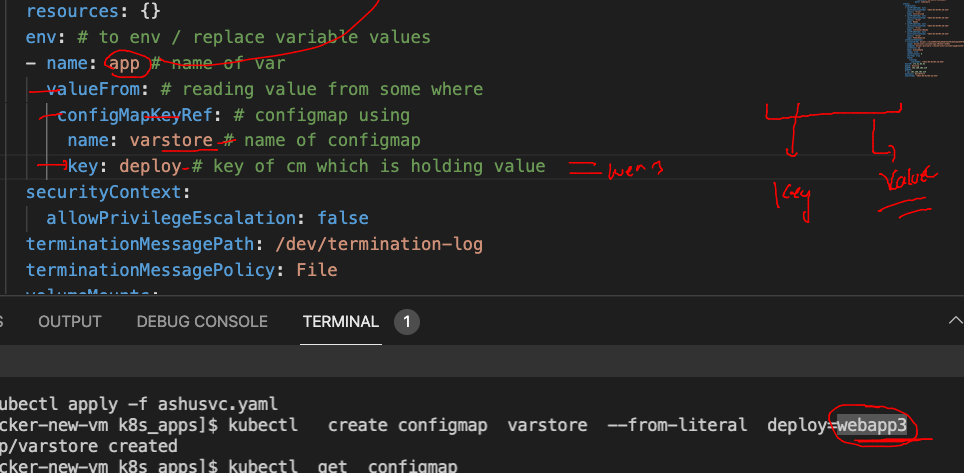 resources: {}
env: # to env / replace variable values
- name: app # name of var
valueFrom: # reading value from some where
configMapKeyRef: # configmap using
name: varstore # name of configmap
key: deploy # key of cm which is holding value
Key
Value
securityContext:
allowPrivilegeEscalation: false
terminationMessagePath: /dev/termination-log
terminationMessagePolicy: File
volumeMounts:
S OUTPUT DEBUG CONSOLE TERMINAL 1
ubectl apply -f ashusvc.yaml
cker-new-vm k8s_apps]$ kubectl create configmap varstore --from-literal deploy=webapp3
p/varstore created
cker-new-vm k8s_apps]$ kubectl get configmap